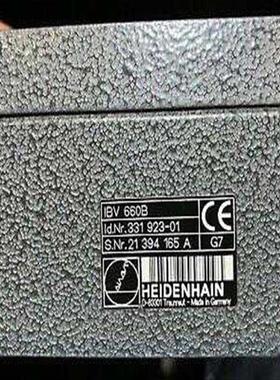 IBV 660B
Id.Nr. 331 923-01
S.Nr. 21 394 165 A
G7
CE
HEIDENHAIN
D-83301 Traunreut - Made in Germany